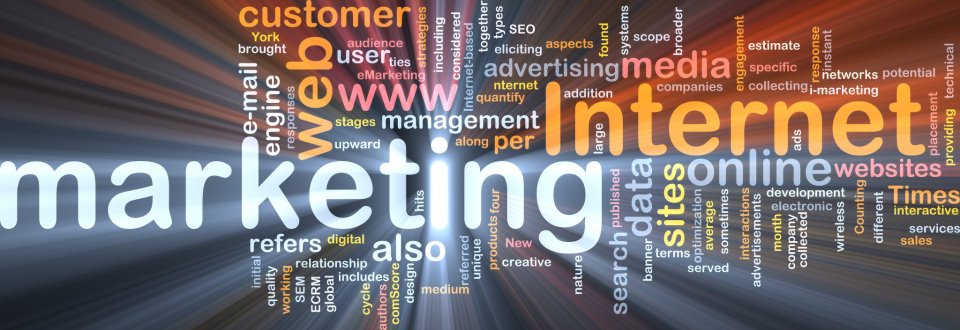 customer
York
brought
audience
user
ties
eMarketing
strategies
including
considered
Internet-based
together
types
SEO
eliciting
aspects
found
systems
scope
broader
engagement
estimate
response
instant
technical
advertising
media
specific
networks
potential
companies
collecting
i-marketing
e-mail
engine
responses
web
www
nternet
quantify
addition
Internet
placement
providing
stages
management
upward
along
per
large
ads
marketing
hits
published
data
sites
online
websites
search
banner
terms
optimization
average
sometimes
served
interactions
advertisements
development
electronic
month
company
collected
wireless
Counting
different
Times
interactive
services
sales
refers
digital
also
referred
unique
products
four
New
creative
nature
initial
quality
working
relationship
SEM
ECRM
global
includes
cycle
authors
comScore
design
medium